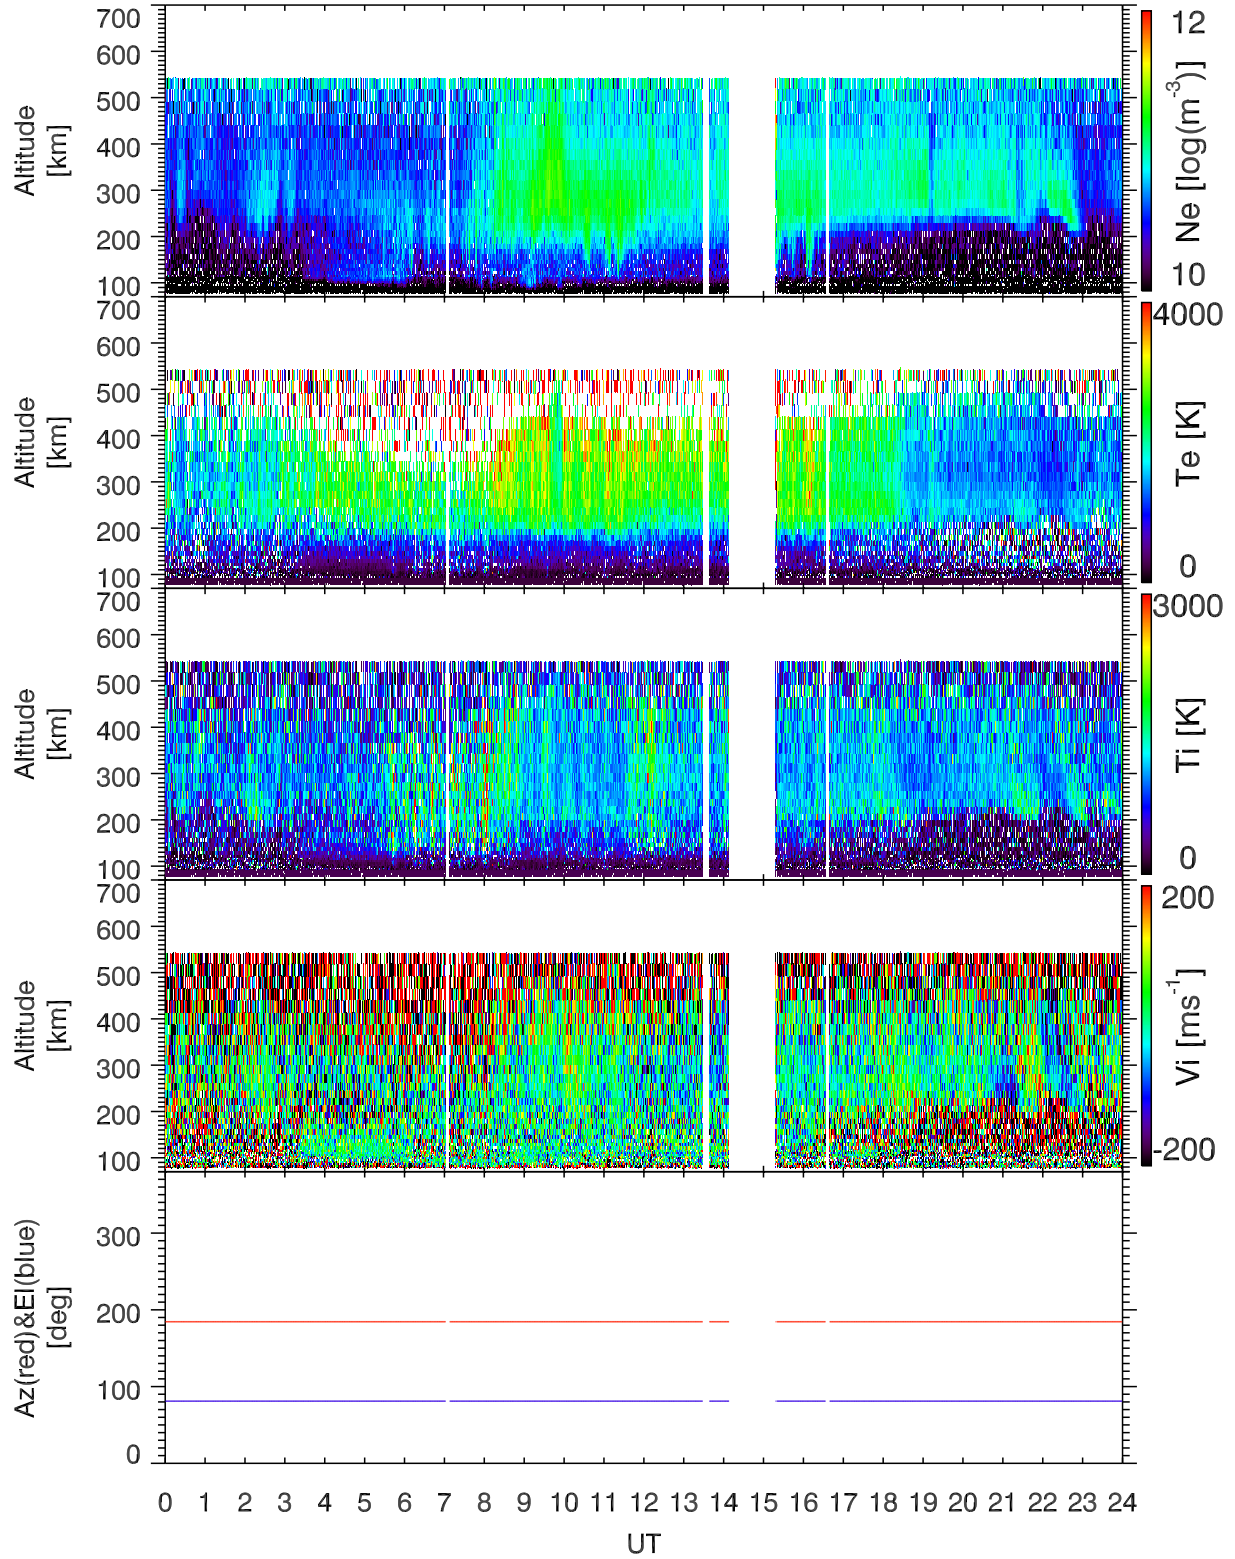 700
600
500
400
300
200
100
Altitude
[km]
12
10
Ne [log(m⁻³)]
700
600
500
400
300
200
100
Altitude
[km]
4000
0
Te [K]
700
600
500
400
300
200
100
Altitude
[km]
3000
0
Ti [K]
700
600
500
400
300
200
100
Altitude
[km]
200
-200
Vi [ms⁻¹]
300
200
100
0
Az(red)&El(blue)
[deg]
0 1 2 3 4 5 6 7 8 9 10 11 12 13 14 15 16 17 18 19 20 21 22 23 24
UT